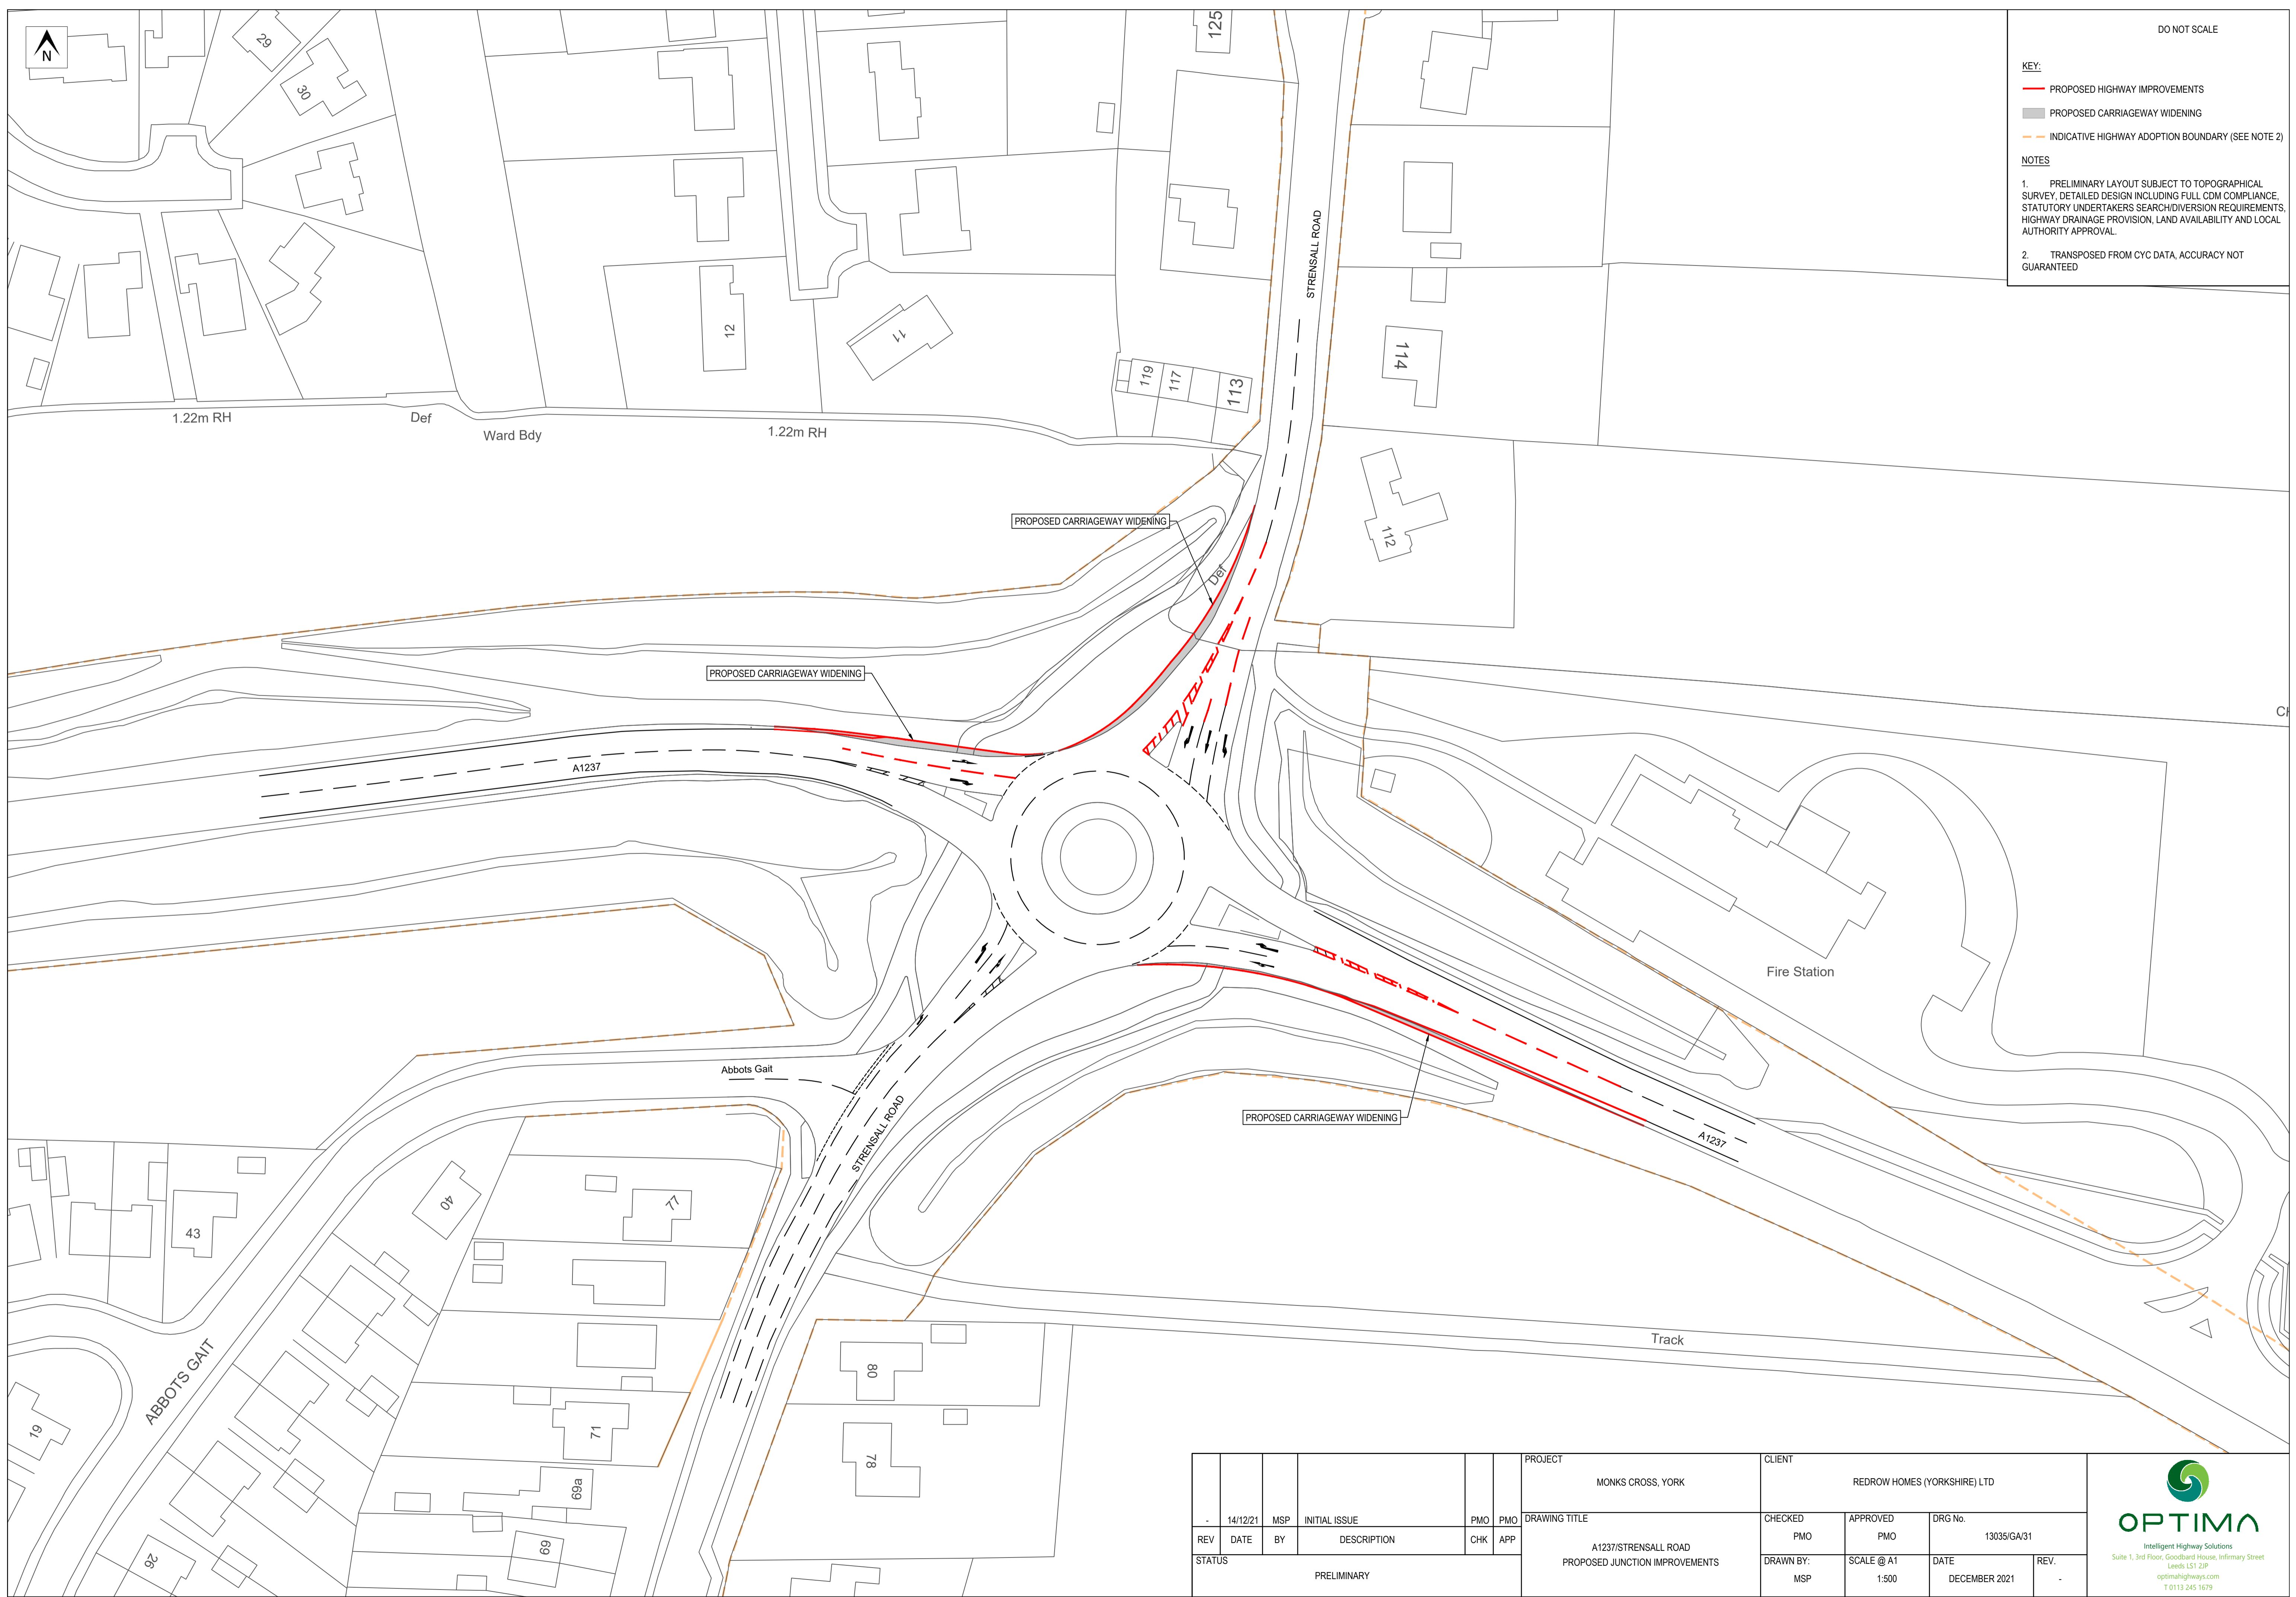 N
29
30
125
DO NOT SCALE
KEY:
PROPOSED HIGHWAY IMPROVEMENTS
PROPOSED CARRIAGEWAY WIDENING
INDICATIVE HIGHWAY ADOPTION BOUNDARY (SEE NOTE 2)
NOTES
1. PRELIMINARY LAYOUT SUBJECT TO TOPOGRAPHICAL
SURVEY, DETAILED DESIGN INCLUDING FULL CDM COMPLIANCE,
STATUTORY UNDERTAKERS SEARCH/DIVERSION REQUIREMENTS,
HIGHWAY DRAINAGE PROVISION, LAND AVAILABILITY AND LOCAL
AUTHORITY APPROVAL.
2. TRANSPOSED FROM CYC DATA, ACCURACY NOT
GUARANTEED
STRENSALL ROAD
12
11
119
117
113
114
1.22m RH
Def
Ward Bdy
1.22m RH
112
PROPOSED CARRIAGEWAY WIDENING
Def
PROPOSED CARRIAGEWAY WIDENING
A1237
Fire Station
Abbots Gait
STRENSALL ROAD
PROPOSED CARRIAGEWAY WIDENING
A1237
43
40
77
Track
ABBOTS GAIT
80
19
71
78
69a
69
26
- 14/12/21 MSP INITIAL ISSUE PMO PMO
REV DATE BY DESCRIPTION CHK APP
STATUS
PRELIMINARY
PROJECT
MONKS CROSS, YORK
DRAWING TITLE
A1237/STRENSALL ROAD
PROPOSED JUNCTION IMPROVEMENTS
CLIENT
REDROW HOMES (YORKSHIRE) LTD
CHECKED
PMO
APPROVED
PMO
DRG No.
13035/GA/31
DRAWN BY:
MSP
SCALE @ A1
1:500
DATE
DECEMBER 2021
REV.
-
OPTIMA
Intelligent Highway Solutions
Suite 1, 3rd Floor, Goodbard House, Infirmary Street
Leeds LS1 2JP
optimahighways.com
T 0113 245 1679